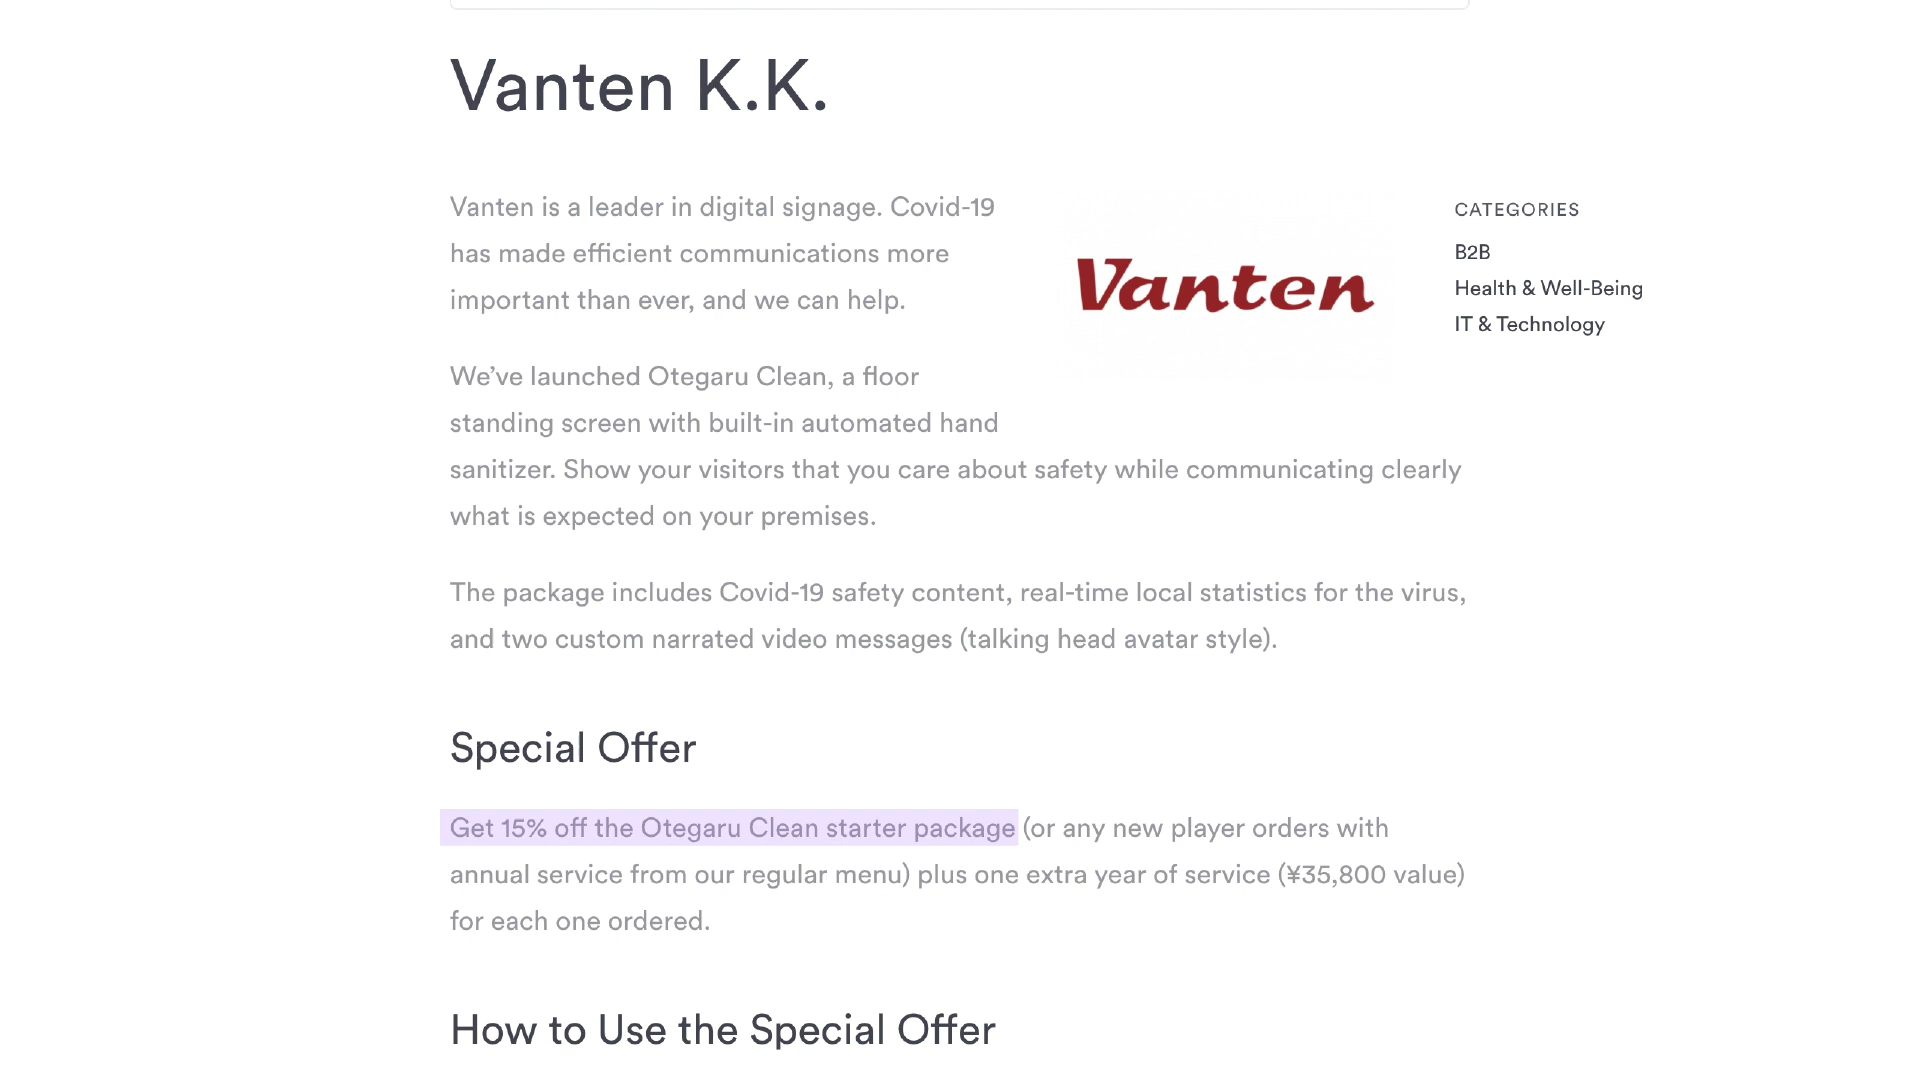 Vanten K.K.
Vanten is a leader in digital signage. Covid-19
has made efficient communications more
important than ever, and we can help.
Vanten
CATEGORIES
B2B
Health & Well-Being
IT & Technology
We’ve launched Otegaru Clean, a floor
standing screen with built-in automated hand
sanitizer. Show your visitors that you care about safety while communicating clearly
what is expected on your premises.
The package includes Covid-19 safety content, real-time local statistics for the virus,
and two custom narrated video messages (talking head avatar style).
Special Offer
Get 15% off the Otegaru Clean starter package (or any new player orders with
annual service from our regular menu) plus one extra year of service (¥35,800 value)
for each one ordered.
How to Use the Special Offer